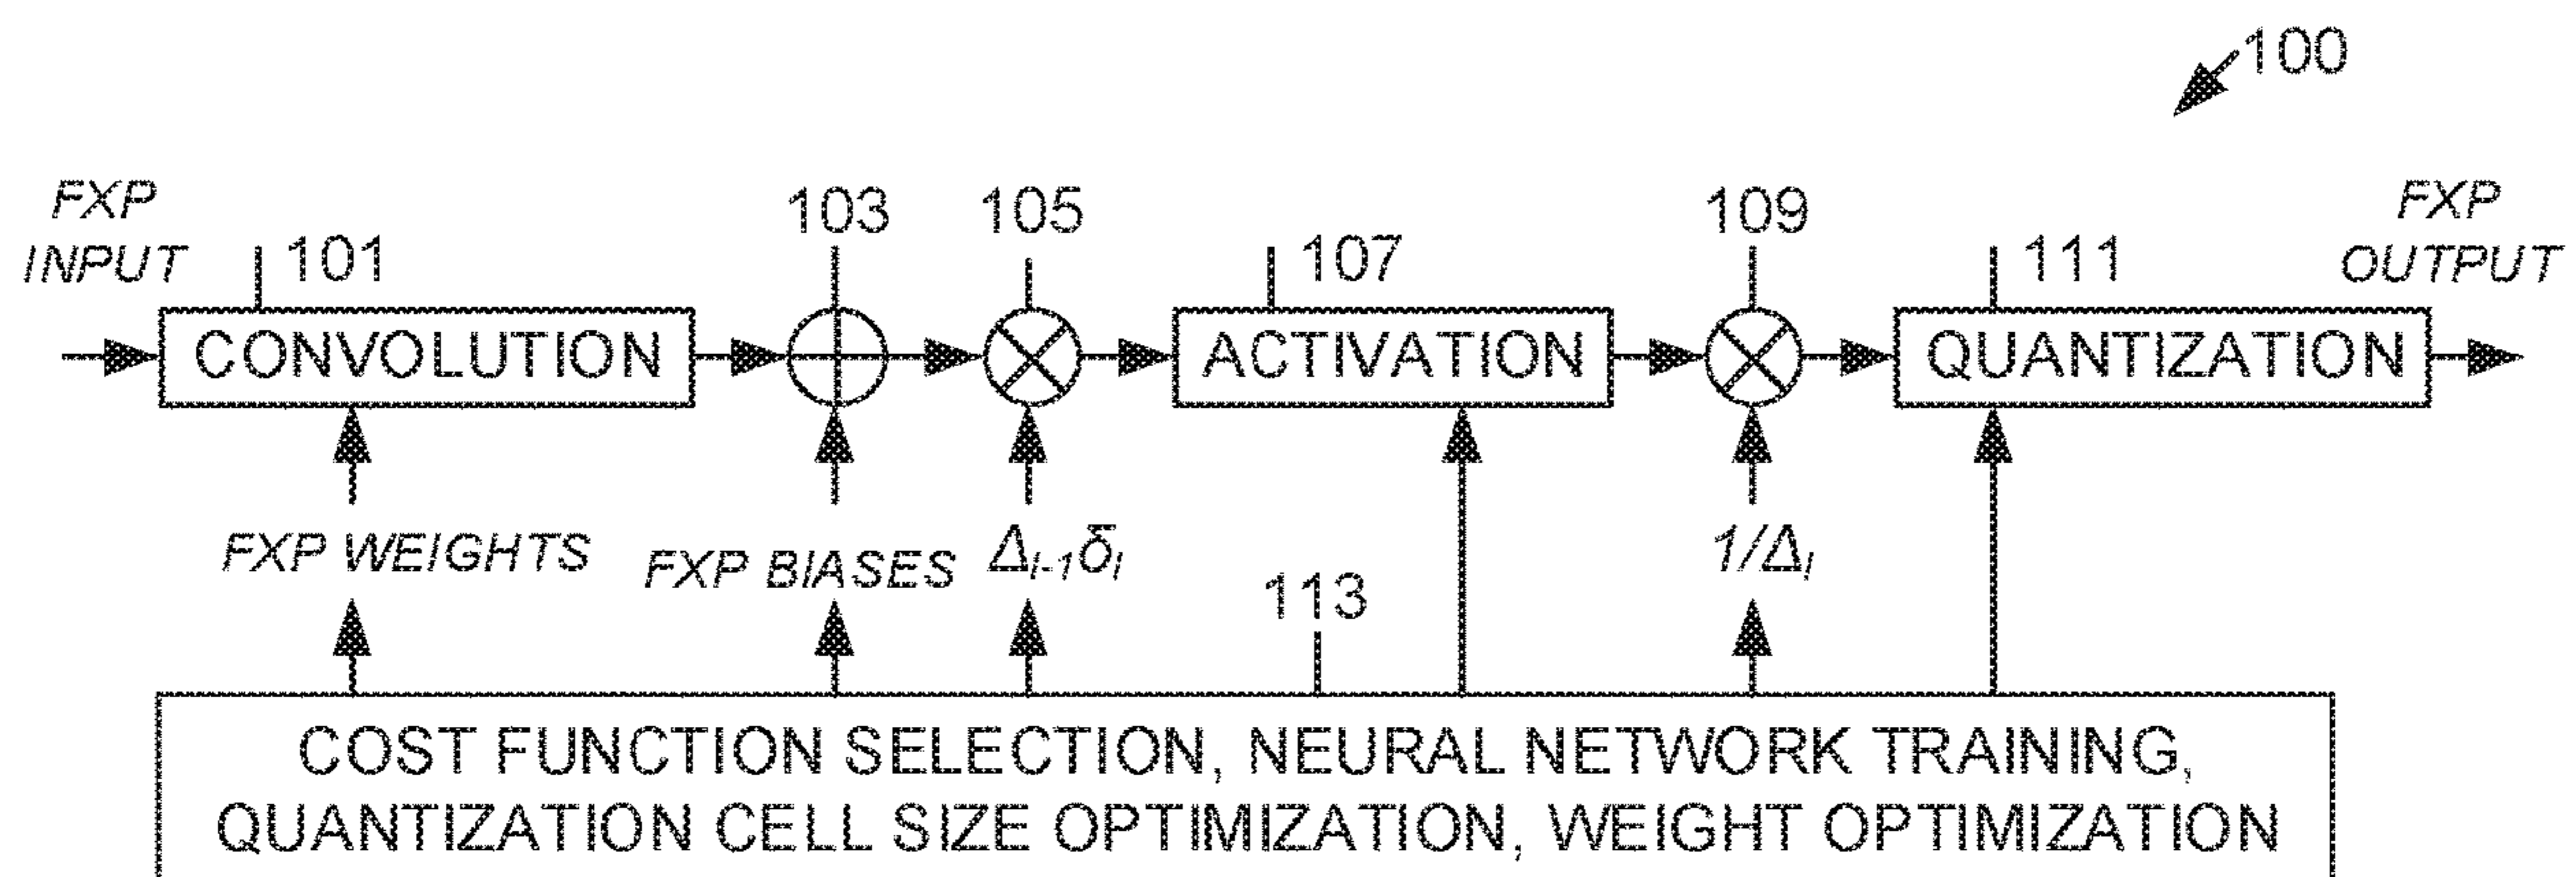 100
FXP
INPUT
101
103
105
107
109
111
FXP
OUTPUT
CONVOLUTION
ACTIVATION
QUANTIZATION
FXP WEIGHTS
FXP BIASES
Δl-1δl
113
1/Δl
COST FUNCTION SELECTION, NEURAL NETWORK TRAINING,
QUANTIZATION CELL SIZE OPTIMIZATION, WEIGHT OPTIMIZATION